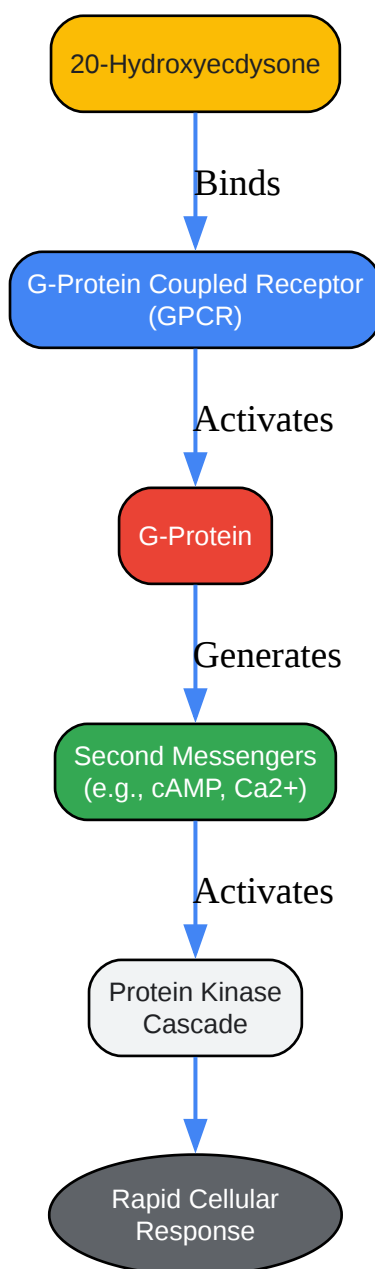 20-Hydroxyecdysone
Binds
G-Protein Coupled Receptor
(GPCR)
Activates
G-Protein
Generates
Second Messengers
(e.g., cAMP, Ca2+)
Activates
Protein Kinase
Cascade
Rapid Cellular
Response